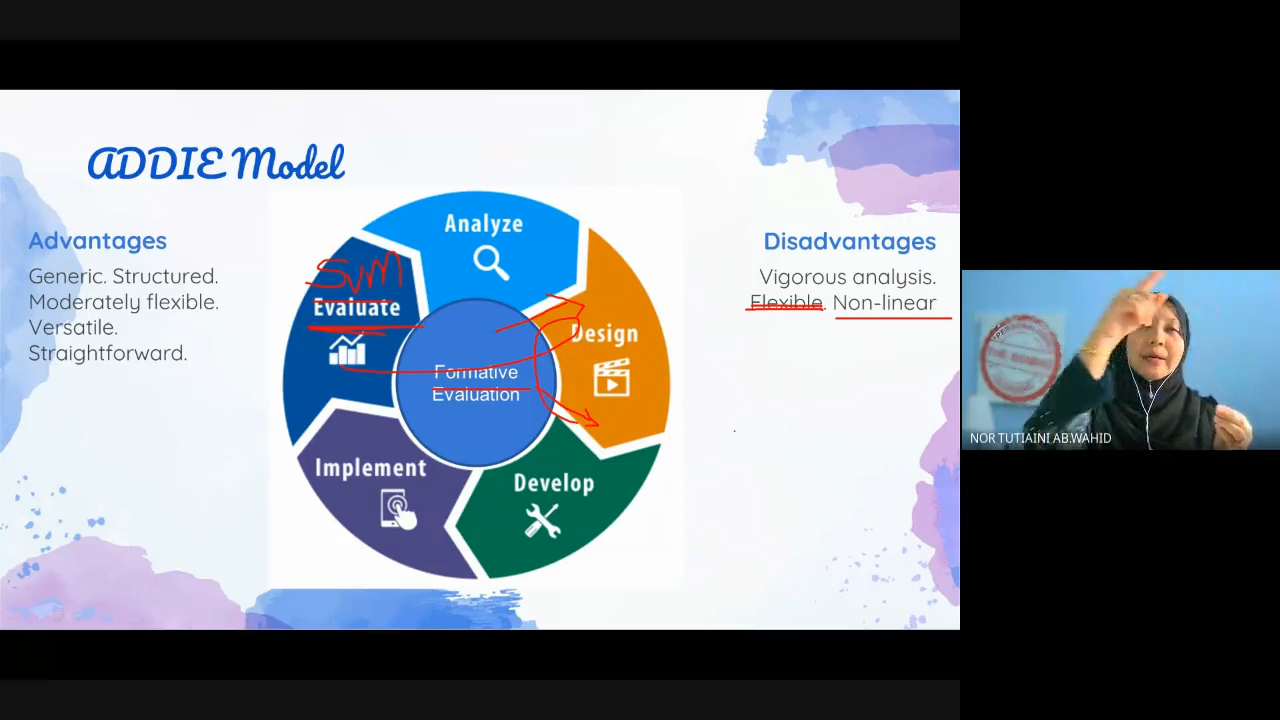 ADDIE Model
Advantages
Generic. Structured.
Moderately flexible.
Versatile.
Straightforward.
Analyze
SUM
Evaluate
Design
Formative
Evaluation
Implement
Develop
Disadvantages
Vigorous analysis.
Flexible. Non-linear
NOR TUTIAINI AB.WAHID